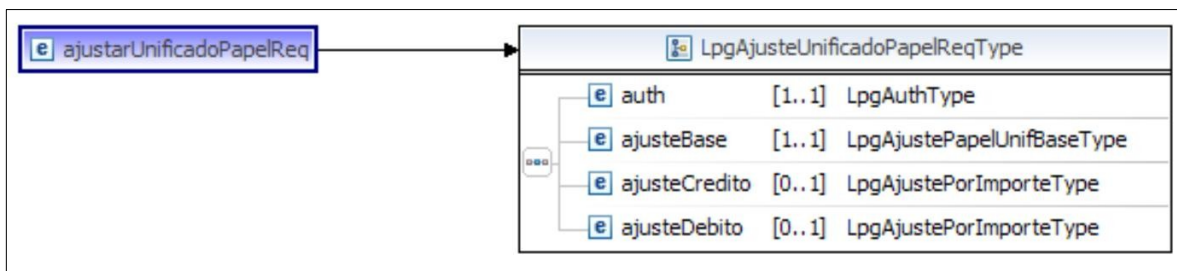 e ajustarUnificadoPapelReq
LpgAjusteUnificadoPapelReqType
e auth [1..1] LpgAuthType
e ajusteBase [1..1] LpgAjustePapelUnifBaseType
e ajusteCredito [0..1] LpgAjustePorImporteType
e ajusteDebito [0..1] LpgAjustePorImporteType